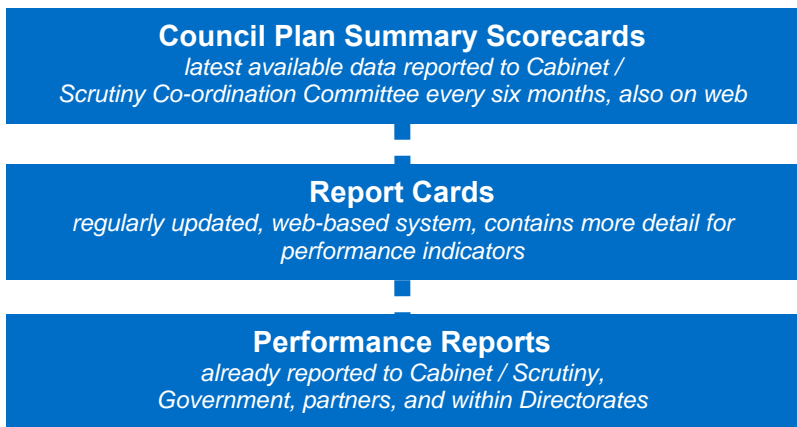 Council Plan Summary Scorecards
latest available data reported to Cabinet /
Scrutiny Co-ordination Committee every six months, also on web
Report Cards
regularly updated, web-based system, contains more detail for
performance indicators
Performance Reports
already reported to Cabinet / Scrutiny,
Government, partners, and within Directorates